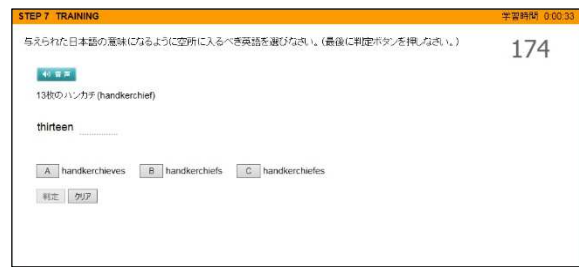 STEP 7 TRAINING 学習時間 0:00:33
与えられた日本語の意味になるように空所に入るべき英語を選びなさい。(最後に判定ボタンを押しなさい。) 174
音声
13枚のハンカチ (handkerchief)
thirteen ..............
A handkerchieves B handkerchiefs C handkerchiefes
判定 クリア